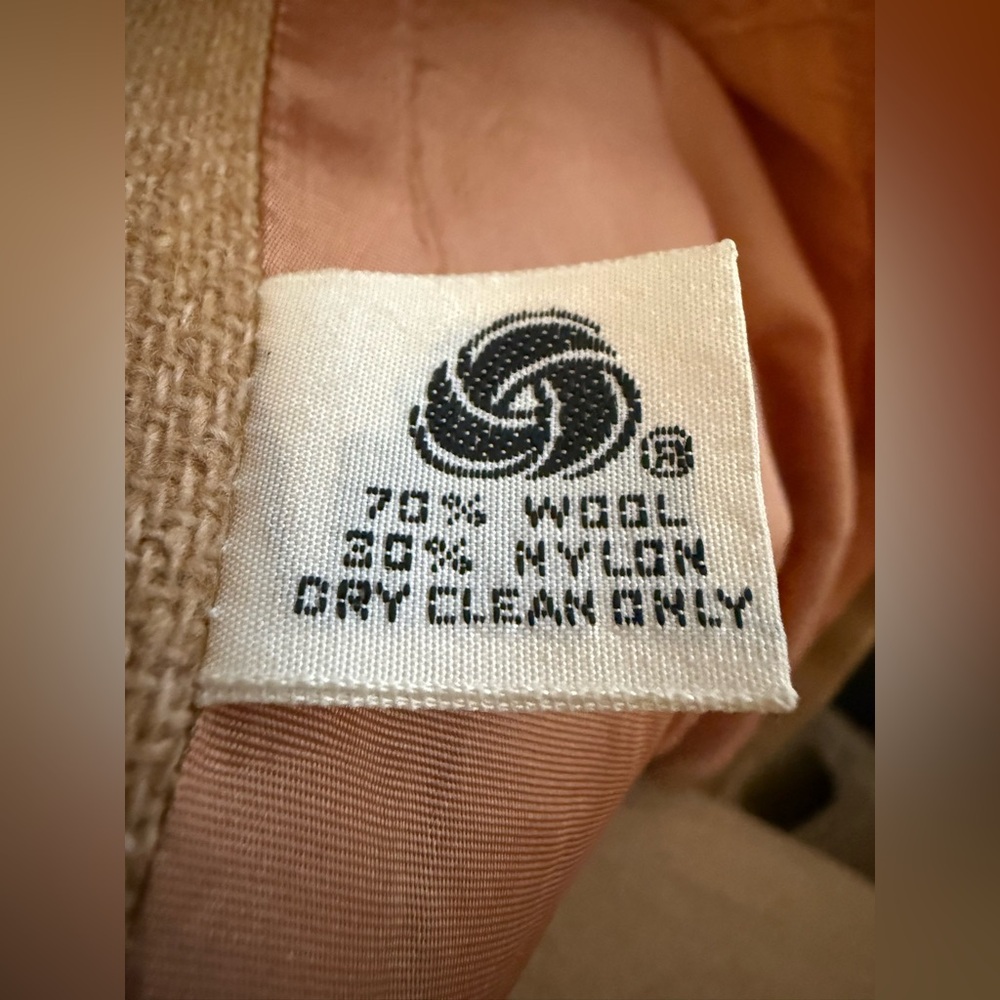 ®
70% WOOL
30% NYLON
DRY CLEAN ONLY